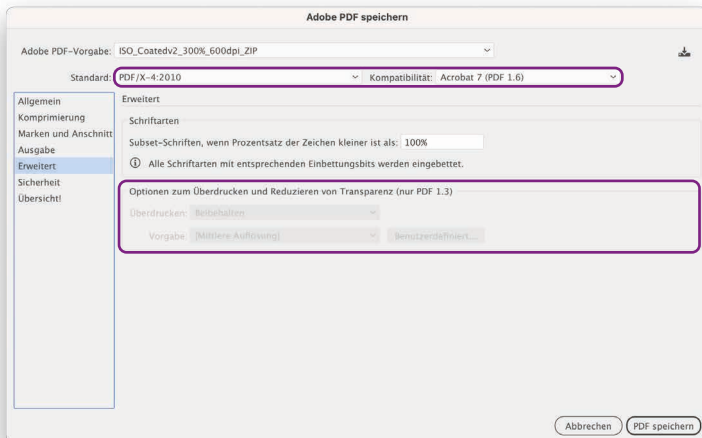 Adobe PDF speichern
Adobe PDF-Vorgabe: ISO_Coatedv2_300%_600dpi_ZIP
Standard: PDF/X-4:2010 Kompatibilität: Acrobat 7 (PDF 1.6)
Allgemein
Komprimierung
Marken und Anschnitt
Ausgabe
Erweitert
Sicherheit
Übersicht!
Erweitert
Schriftarten
Subset-Schriften, wenn Prozentsatz der Zeichen kleiner ist als: 100%
Alle Schriftarten mit entsprechenden Einbettungsbits werden eingebettet.
Optionen zum Überdrucken und Reduzieren von Transparenz (nur PDF 1.3)
Überdrucken: Beibehalten
Vorgabe: [Mittlere Auflösung] Benutzerdefiniert...
Abbrechen PDF speichern